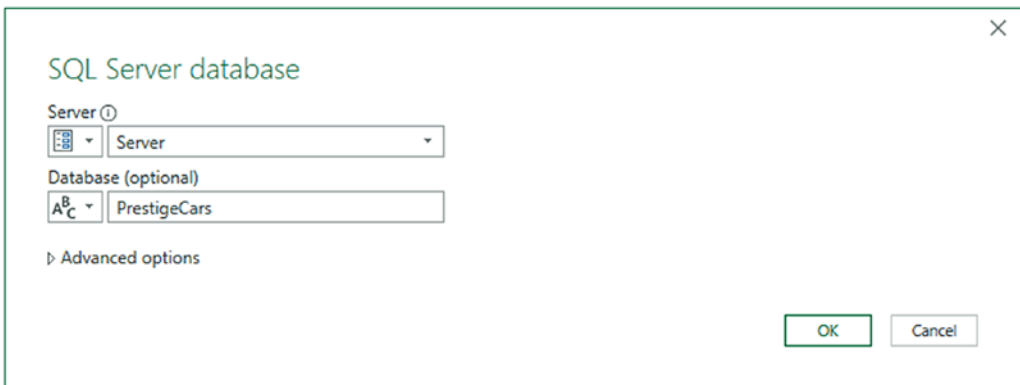 SQL Server database
Server
Server
Database (optional)
ABC PrestigeCars
Advanced options
OK Cancel